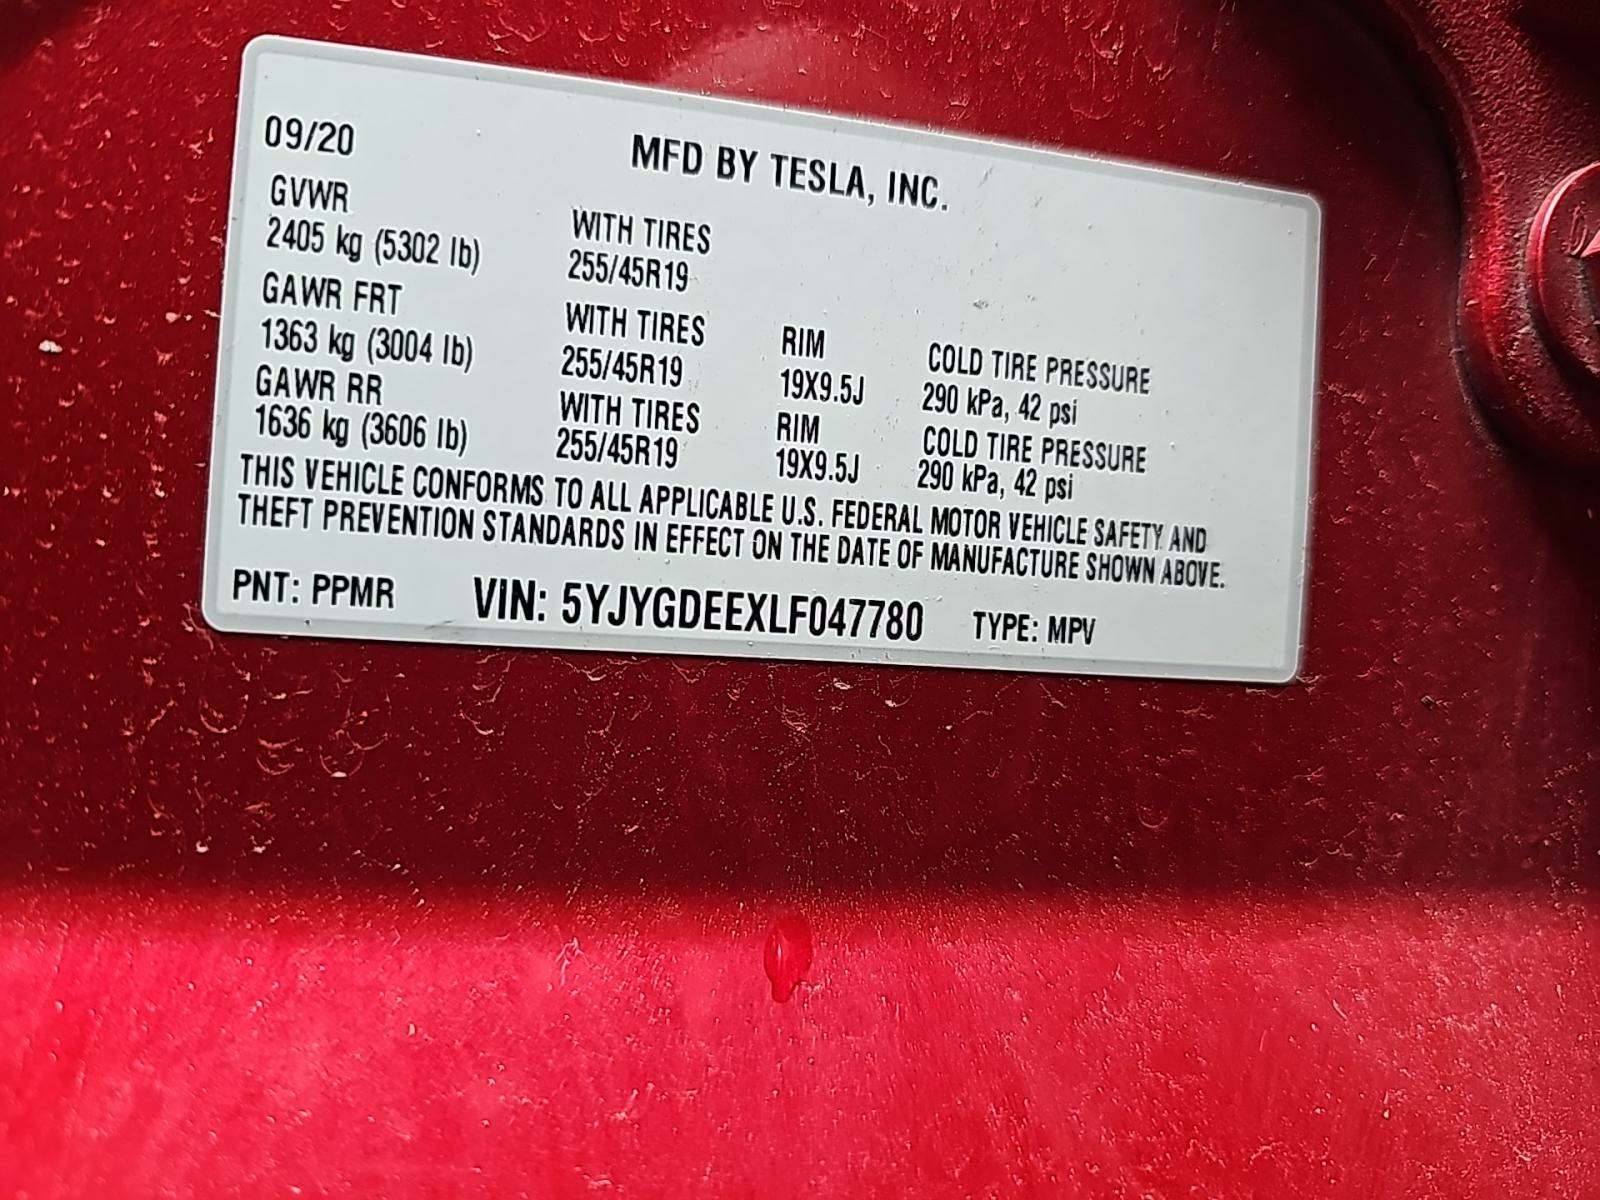 09/20 MFD BY TESLA, INC.
GVWR WITH TIRES
2405 kg (5302 lb) 255/45R19
GAWR FRT WITH TIRES RIM COLD TIRE PRESSURE
1363 kg (3004 lb) 255/45R19 19X9.5J 290 kPa, 42 psi
GAWR RR WITH TIRES RIM COLD TIRE PRESSURE
1636 kg (3606 lb) 255/45R19 19X9.5J 290 kPa, 42 psi
THIS VEHICLE CONFORMS TO ALL APPLICABLE U.S. FEDERAL MOTOR VEHICLE SAFETY AND
THEFT PREVENTION STANDARDS IN EFFECT ON THE DATE OF MANUFACTURE SHOWN ABOVE.
PNT: PPMR VIN: 5YJYGDEEXLF047780 TYPE: MPV